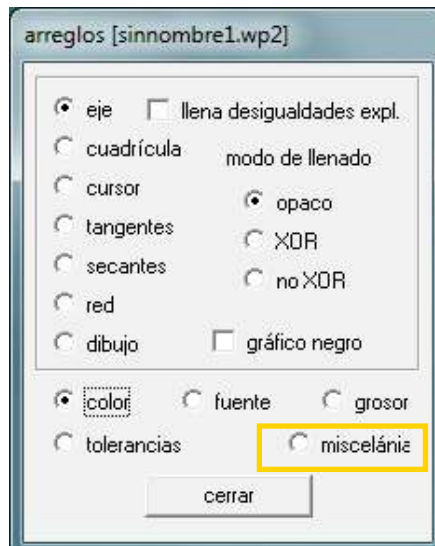 arreglos [sinnombre1.wp2]
eje
llena desigualdades expl.
cuadrícula
modo de llenado
cursor
opaco
tangentes
XOR
secantes
no XOR
red
dibujo
gráfico negro
color
fuente
grosor
tolerancias
miscelánia
cerrar